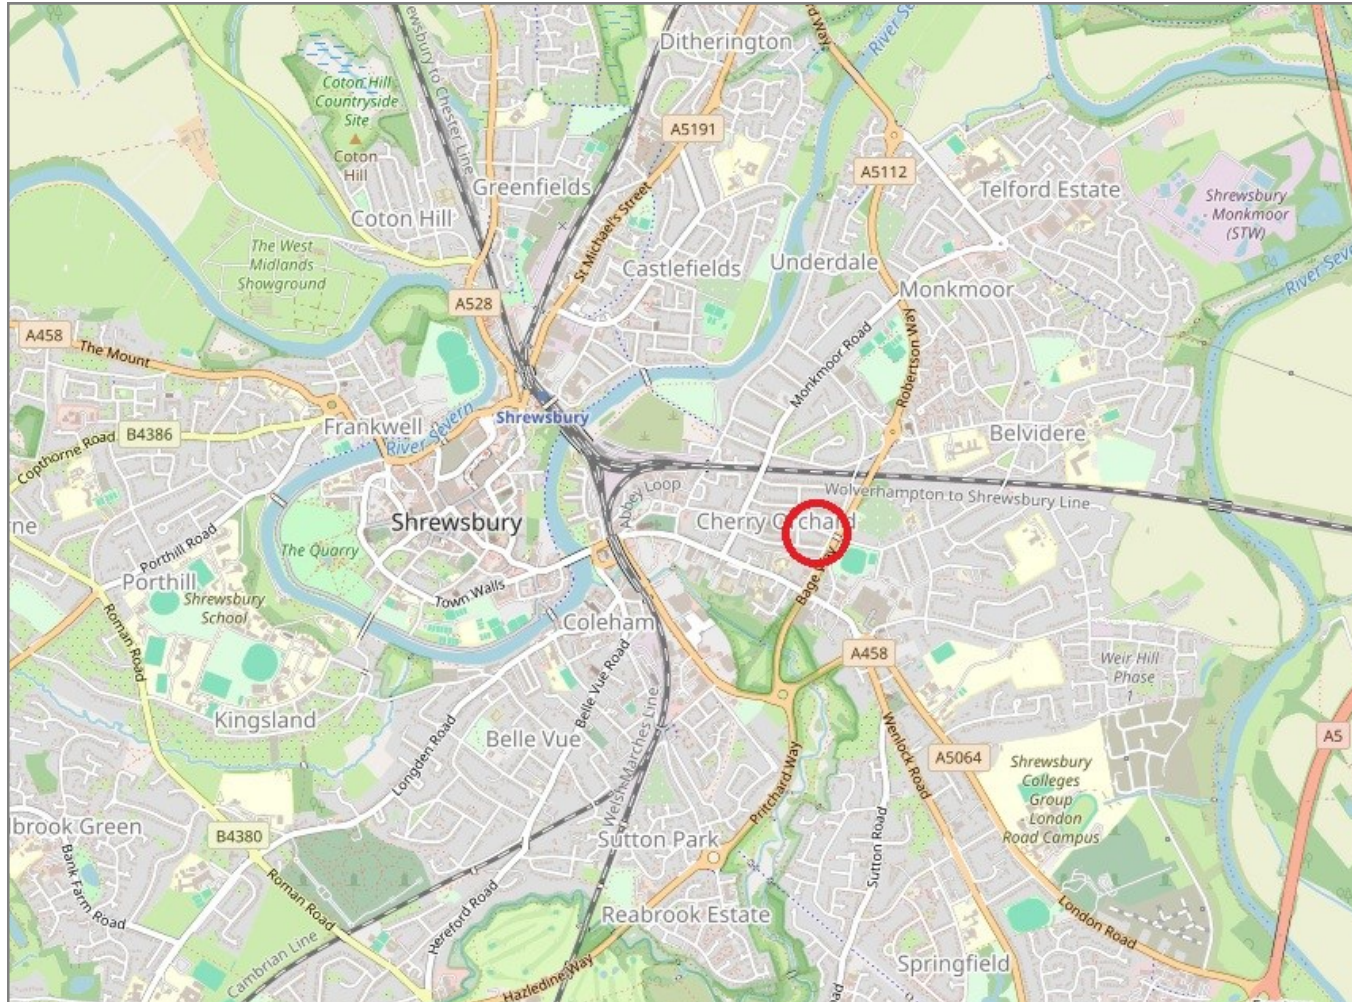 Ditherington
River Se
Coton Hill
Countryside
Site
Coton
Hill
A5191
Greenfields
A5112
Telford Estate
Shrewsbury
- Monkmoor
(STW)
Coton Hill
St Michael's Street
The West
Midlands
Showground
Castlefields
Underdale
River Seve
Monkmoor
A528
A458
The Mount
Monkmoor Road
Robertson Way
Shrewsbury
Frankwell
River Severn
B4386
Copthorne Road
Belvidere
Abbey Loop
Wolverhampton to Shrewsbury Line
Shrewsbury
Cherry Orchard
The Quarry
Porthill Road
Porthill
Shrewsbury
School
Town Walls
Bage Way
Coleham
Roman Road
A458
Weir Hill
Phase
1
Kingsland
Belle Vue Road
Belle Vue
Longden Road
Welsh Marches Line
Wenlock Road
A5064
A5
Shrewsbury
Colleges
Group
London
Road Campus
Pritchard Way
lbrook Green
B4380
Sutton Park
Sutton Road
Bank Farm Road
Roman Road
Hereford Road
Reabrook Estate
London Road
Cambrian Line
Hazledine Way
Springfield